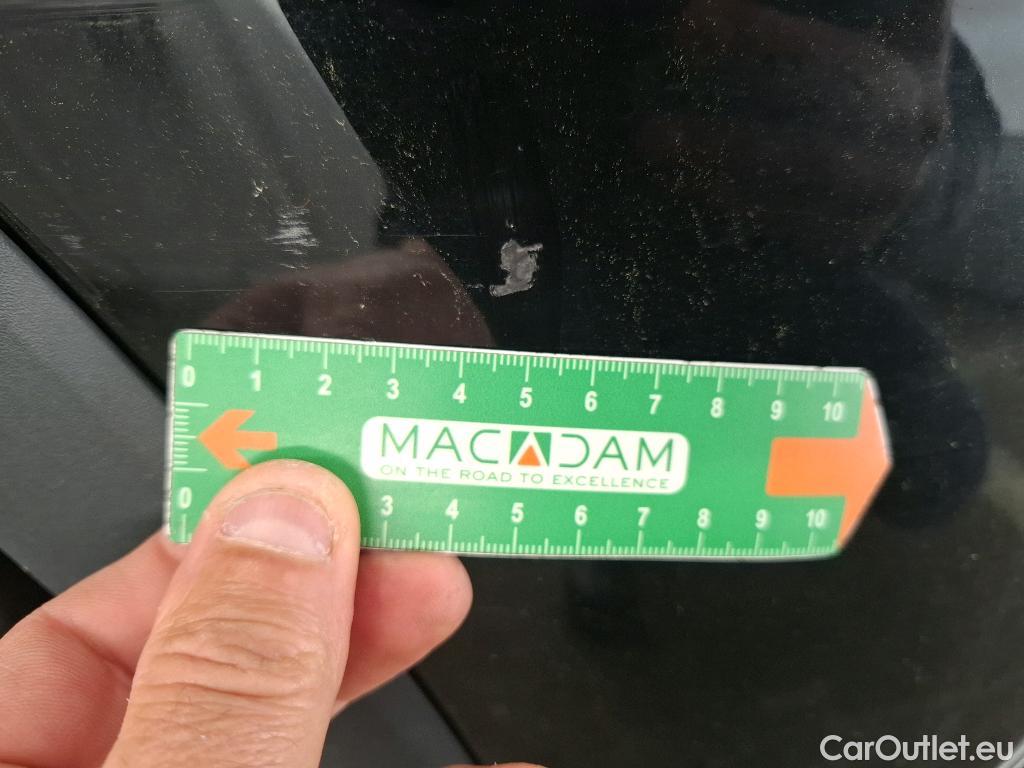 0 1 2 3 4 5 6 7 8 9 10
MACADAM
ON THE ROAD TO EXCELLENCE
0 3 4 5 6 7 8 9 10
CarOutlet.eu